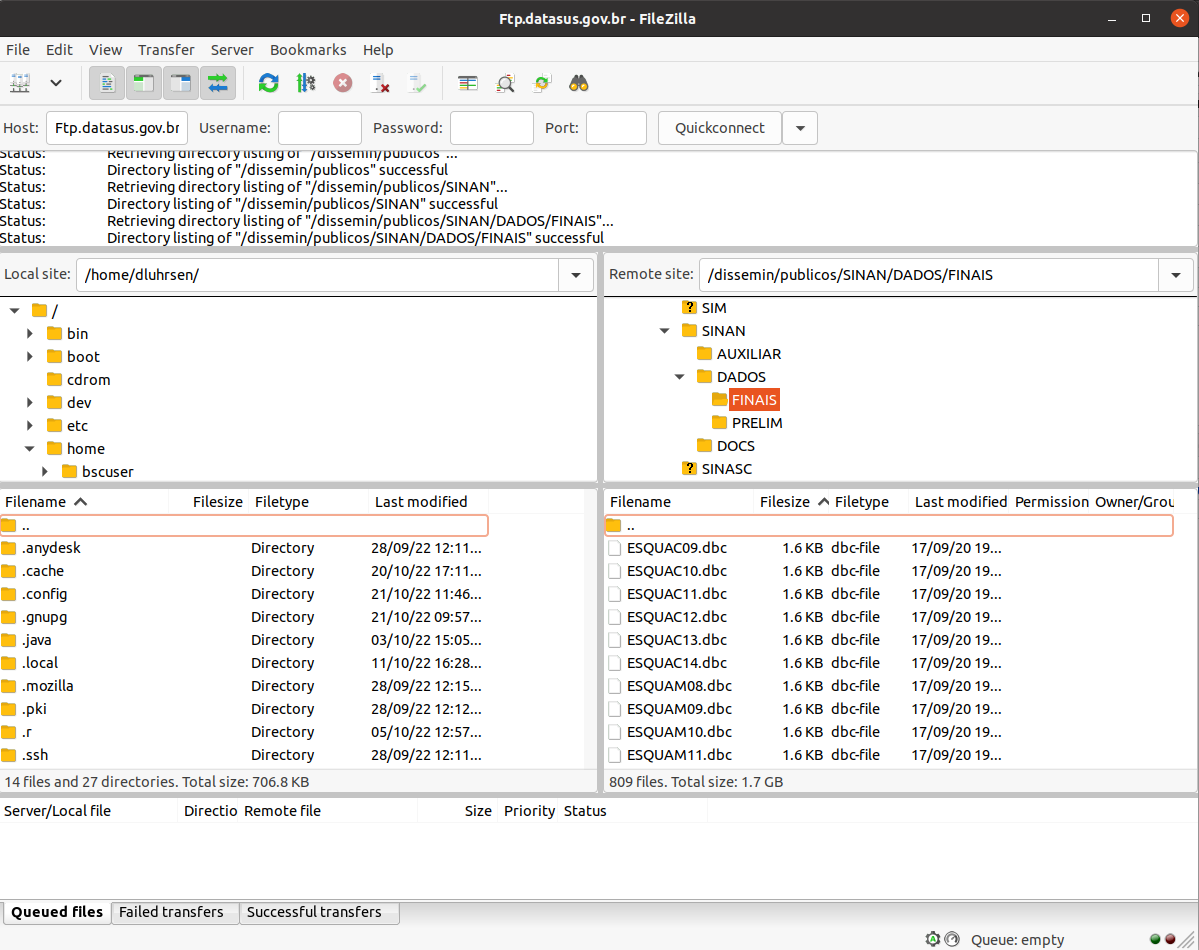 Ftp.datasus.gov.br - FileZilla
File Edit View Transfer Server Bookmarks Help
Host: Ftp.datasus.gov.br Username: Password: Port: Quickconnect
Status: Retrieving directory listing of "/dissemin/publicos"...
Status: Directory listing of "/dissemin/publicos" successful
Status: Retrieving directory listing of "/dissemin/publicos/SINAN"...
Status: Directory listing of "/dissemin/publicos/SINAN" successful
Status: Retrieving directory listing of "/dissemin/publicos/SINAN/DADOS/FINAIS"...
Status: Directory listing of "/dissemin/publicos/SINAN/DADOS/FINAIS" successful
Local site: /home/dluhrsen/
/
bin
boot
cdrom
dev
etc
home
bscuser
Remote site: /dissemin/publicos/SINAN/DADOS/FINAIS
? SIM
SINAN
AUXILIAR
DADOS
FINAIS
PRELIM
DOCS
? SINASC
Filename Filesize Filetype Last modified
..
.anydesk Directory 28/09/22 12:11...
.cache Directory 20/10/22 17:11...
.config Directory 21/10/22 11:46...
.gnupg Directory 21/10/22 09:57...
.java Directory 03/10/22 15:05...
.local Directory 11/10/22 16:28...
.mozilla Directory 28/09/22 12:15...
.pki Directory 28/09/22 12:12...
.r Directory 05/10/22 12:57...
.ssh Directory 28/09/22 12:11...
14 files and 27 directories. Total size: 706.8 KB
Filename Filesize Filetype Last modified Permission Owner/Grou
..
ESQUAC09.dbc 1.6 KB dbc-file 17/09/20 19...
ESQUAC10.dbc 1.6 KB dbc-file 17/09/20 19...
ESQUAC11.dbc 1.6 KB dbc-file 17/09/20 19...
ESQUAC12.dbc 1.6 KB dbc-file 17/09/20 19...
ESQUAC13.dbc 1.6 KB dbc-file 17/09/20 19...
ESQUAC14.dbc 1.6 KB dbc-file 17/09/20 19...
ESQUAM08.dbc 1.6 KB dbc-file 17/09/20 19...
ESQUAM09.dbc 1.6 KB dbc-file 17/09/20 19...
ESQUAM10.dbc 1.6 KB dbc-file 17/09/20 19...
ESQUAM11.dbc 1.6 KB dbc-file 17/09/20 19...
809 files. Total size: 1.7 GB
Server/Local file Directio Remote file Size Priority Status
Queued files Failed transfers Successful transfers
Queue: empty